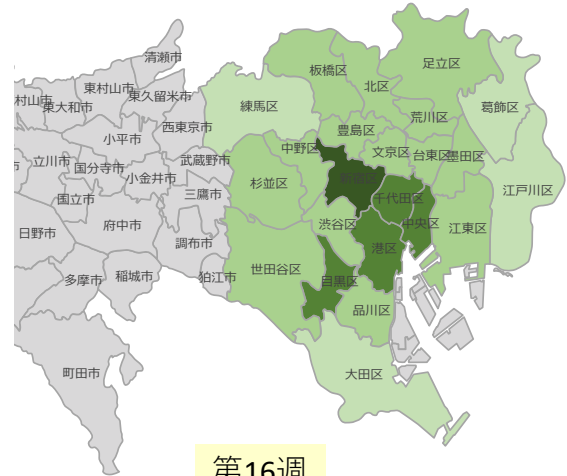 清瀬市
足立区
板橋区
北区
東村山市
村山市
東久留米市
東大和市
練馬区
葛飾区
荒川区
豊島区
小平市
西東京市
中野区
文京区
台東区
墨田区
武蔵野市
立川市
国分寺市
小金井市
杉並区
新宿区
三鷹市
千代田区
江戸川区
国立市
中央区
渋谷区
江東区
府中市
日野市
調布市
港区
世田谷区
狛江市
多摩市
稲城市
目黒区
品川区
大田区
町田市
第16週